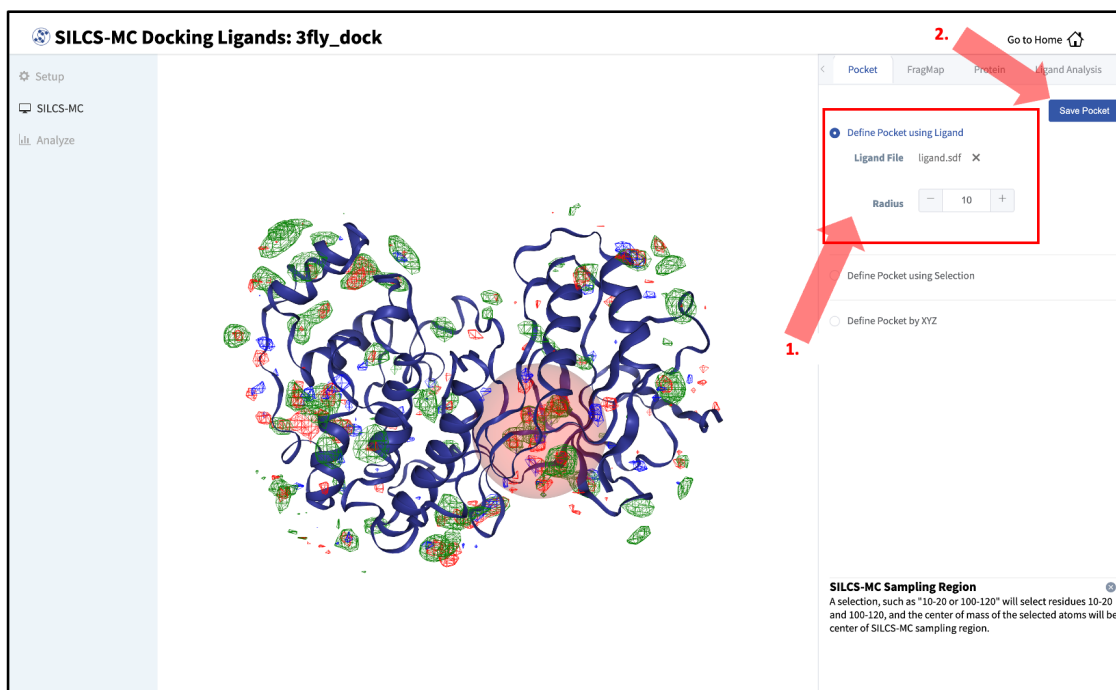 SILCS-MC Docking Ligands: 3fly_dock
2.
Go to Home
Setup
SILCS-MC
Analyze
Pocket FragMap Protein Ligand Analysis
Save Pocket
Define Pocket using Ligand
Ligand File ligand.sdf ✕
Radius − 10 +
Define Pocket using Selection
Define Pocket by XYZ
1.
SILCS-MC Sampling Region
A selection, such as "10-20 or 100-120" will select residues 10-20
and 100-120, and the center of mass of the selected atoms will be
center of SILCS-MC sampling region.